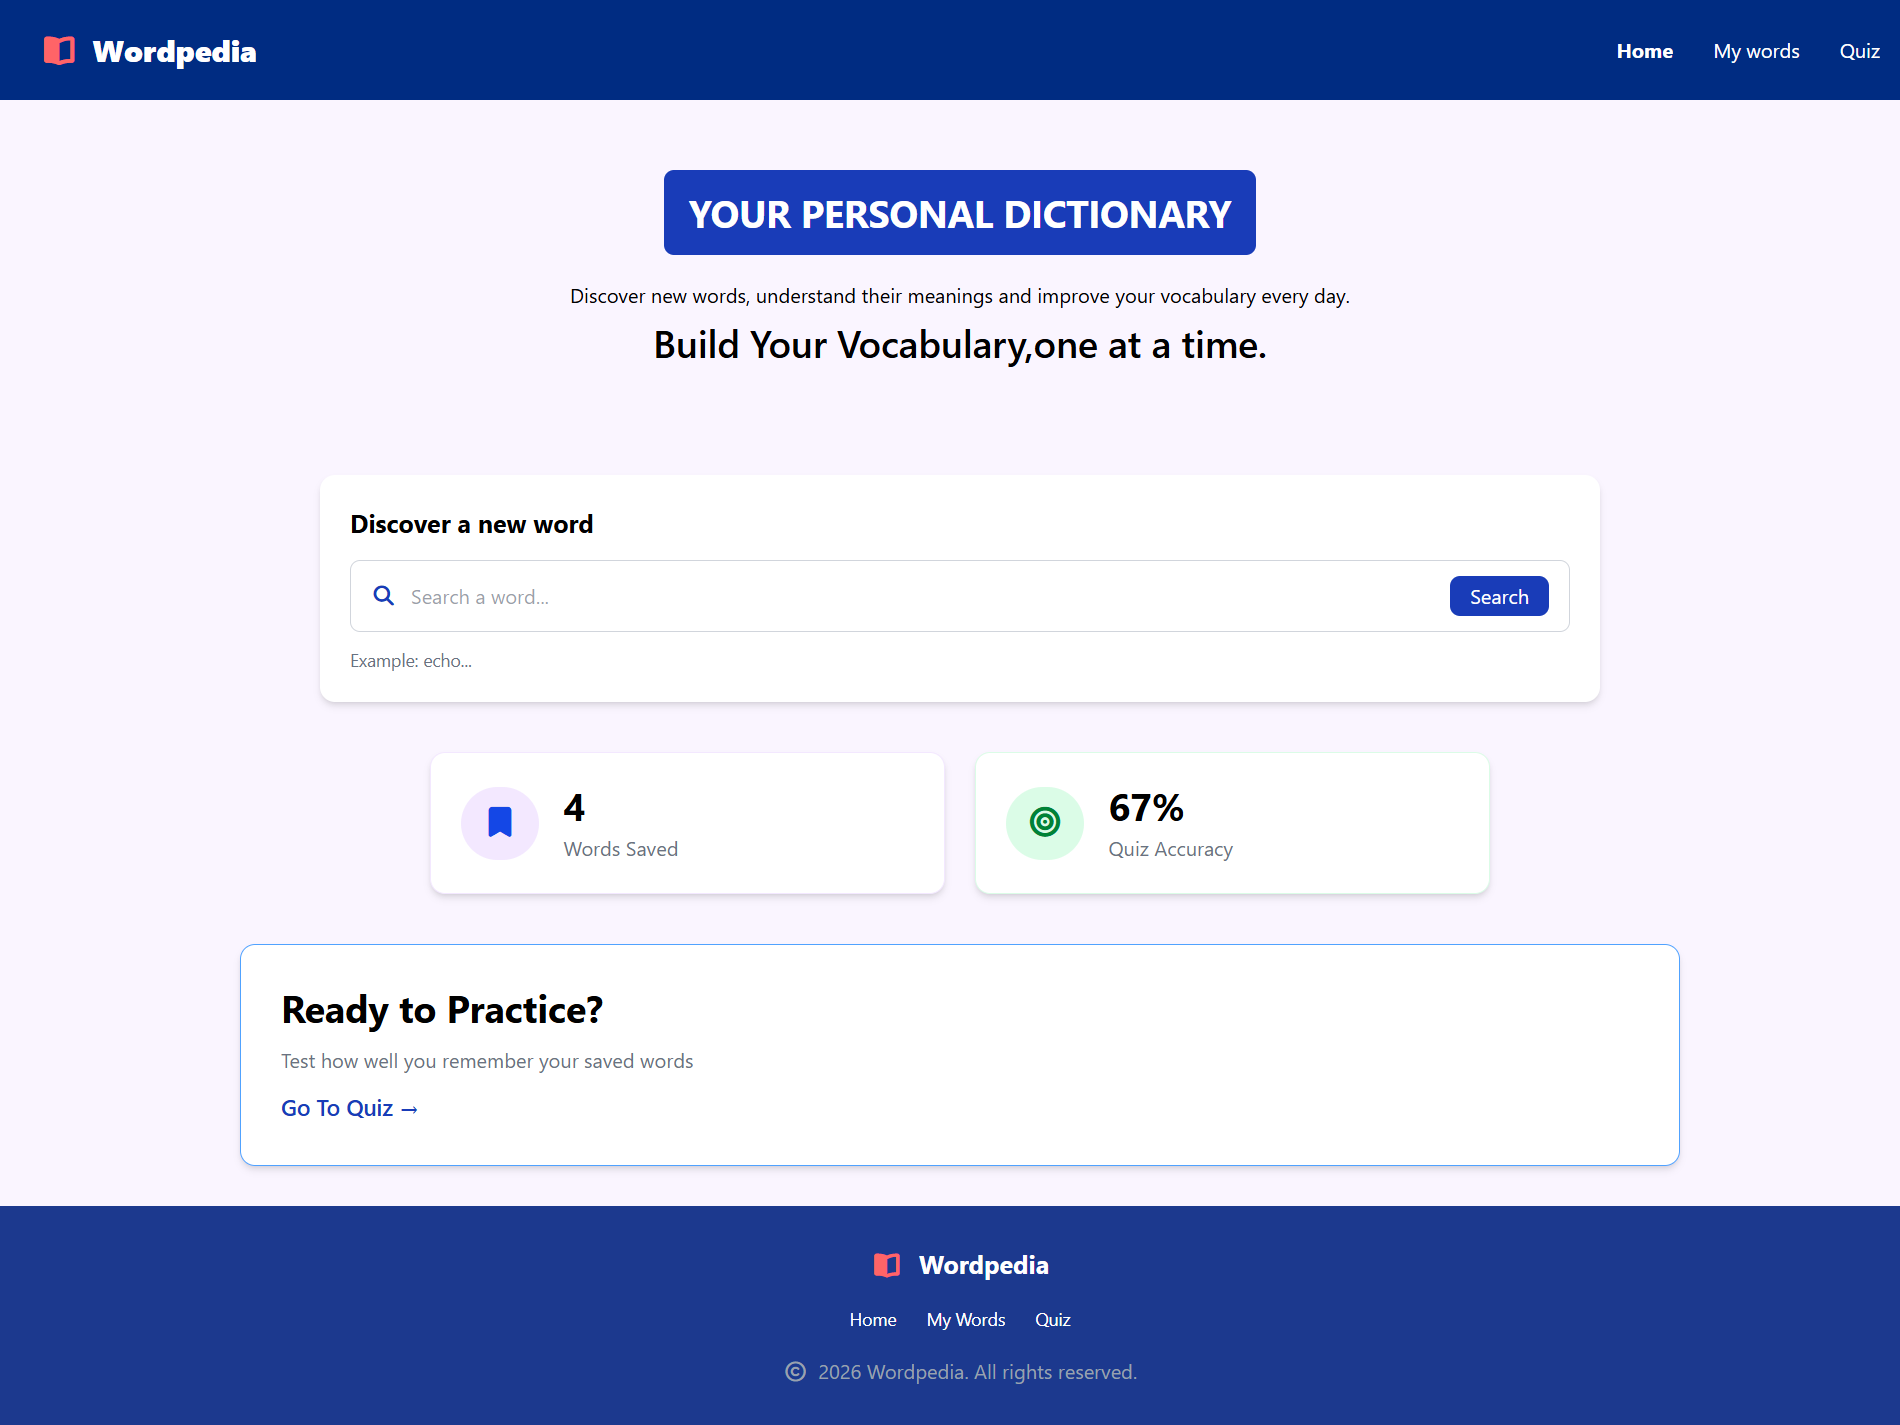 Wordpedia
Home My words Quiz
YOUR PERSONAL DICTIONARY
Discover new words, understand their meanings and improve your vocabulary every day.
Build Your Vocabulary,one at a time.
Discover a new word
Search a word... Search
Example: echo...
4
Words Saved
67%
Quiz Accuracy
Ready to Practice?
Test how well you remember your saved words
Go To Quiz →
Wordpedia
Home My Words Quiz
© 2026 Wordpedia. All rights reserved.